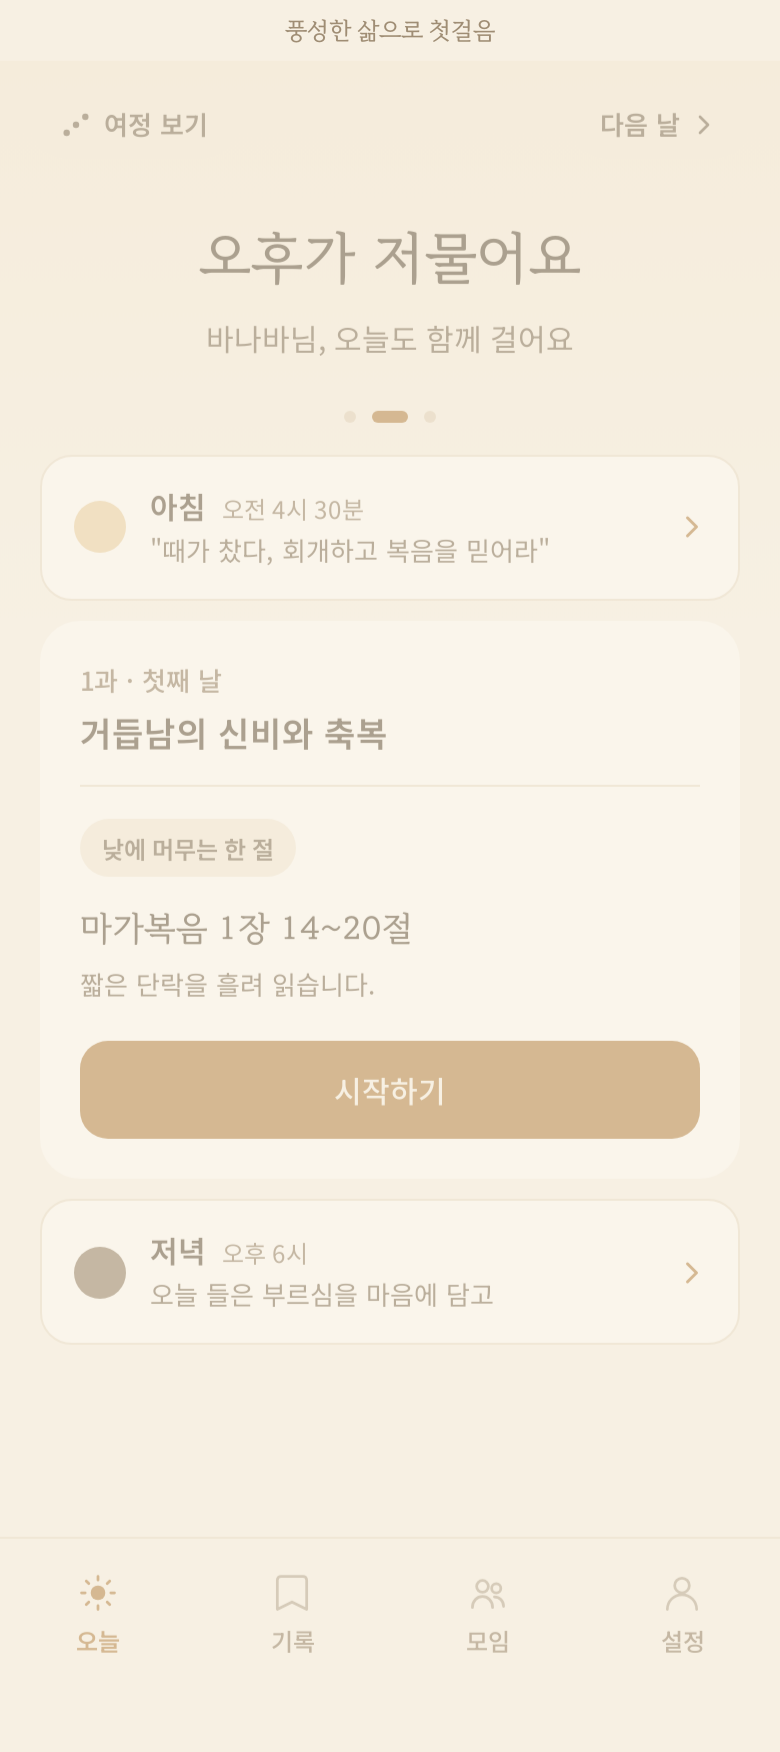 풍성한 삶으로 첫걸음
여정 보기
다음 날
오후가 저물어요
바나바님, 오늘도 함께 걸어요
아침 오전 4시 30분
"때가 찼다, 회개하고 복음을 믿어라"
1과 · 첫째 날
거듭남의 신비와 축복
낮에 머무는 한 절
마가복음 1장 14~20절
짧은 단락을 흘려 읽습니다.
시작하기
저녁 오후 6시
오늘 들은 부르심을 마음에 담고
오늘
기록
모임
설정